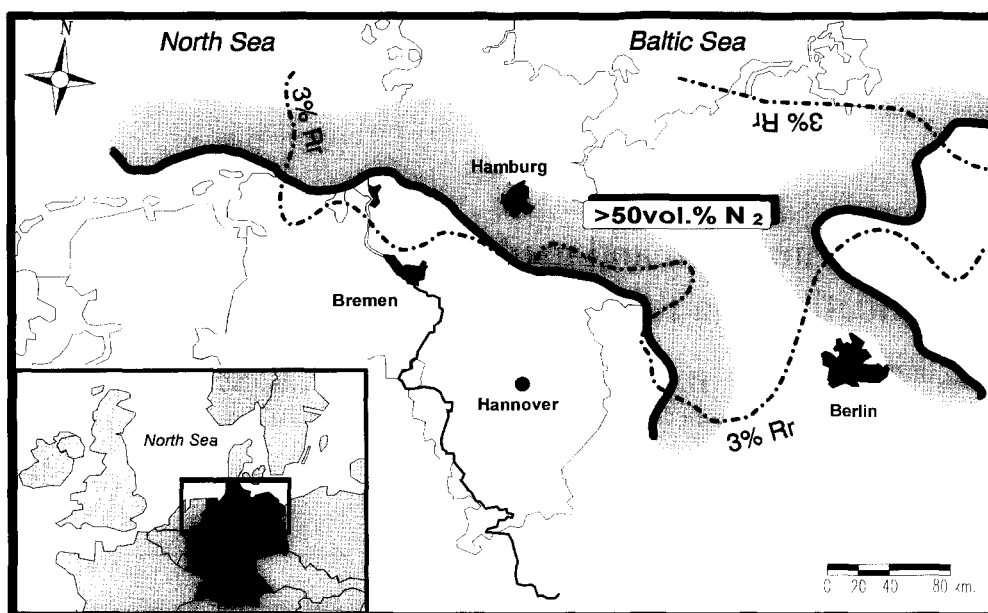 N
North Sea
Baltic Sea
3% Rr
3% Rr
Hamburg
>50vol.% N₂
Bremen
Hannover
Berlin
3% Rr
North Sea
0 20 40 80 km.